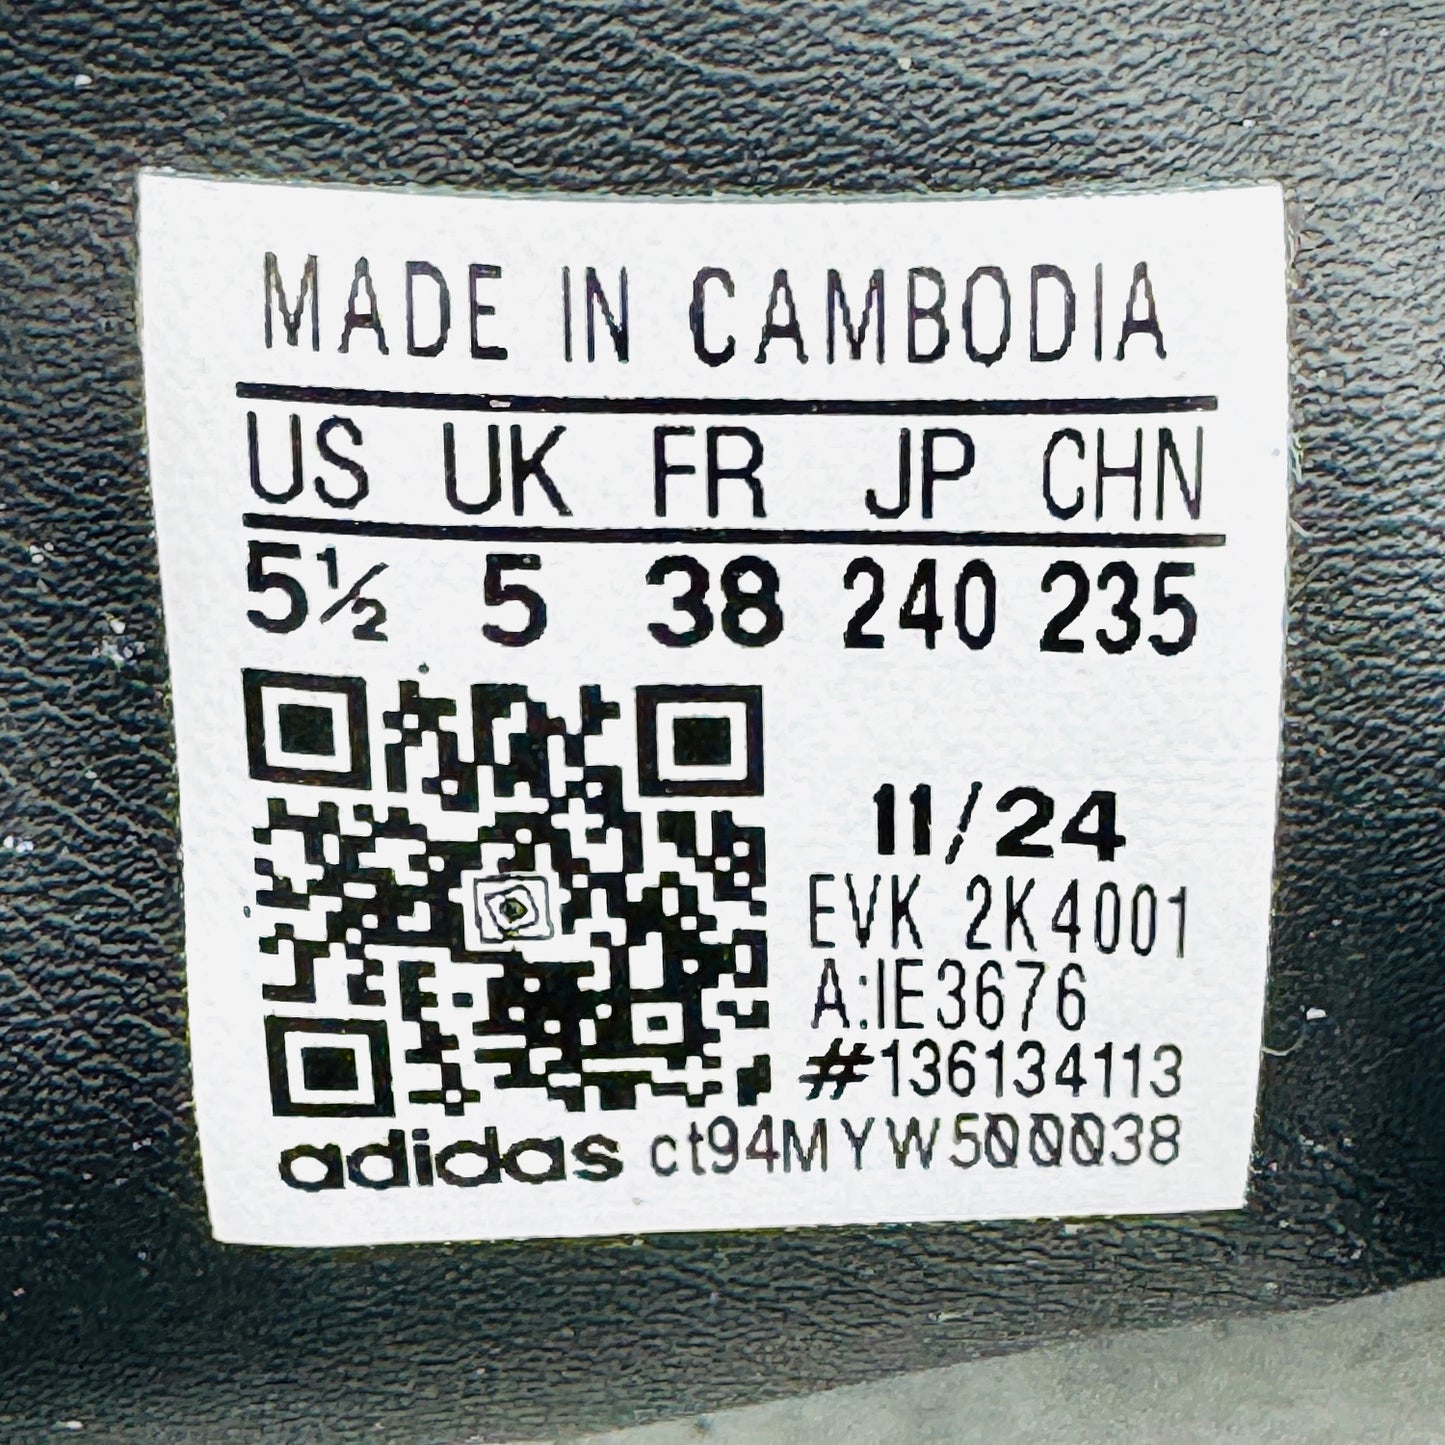 MADE IN CAMBODIA
US UK FR JP CHN
5½ 5 38 240 235
11/24
EVK 2K4001
A:IE3676
#136134113
adidas ct94MYW500038